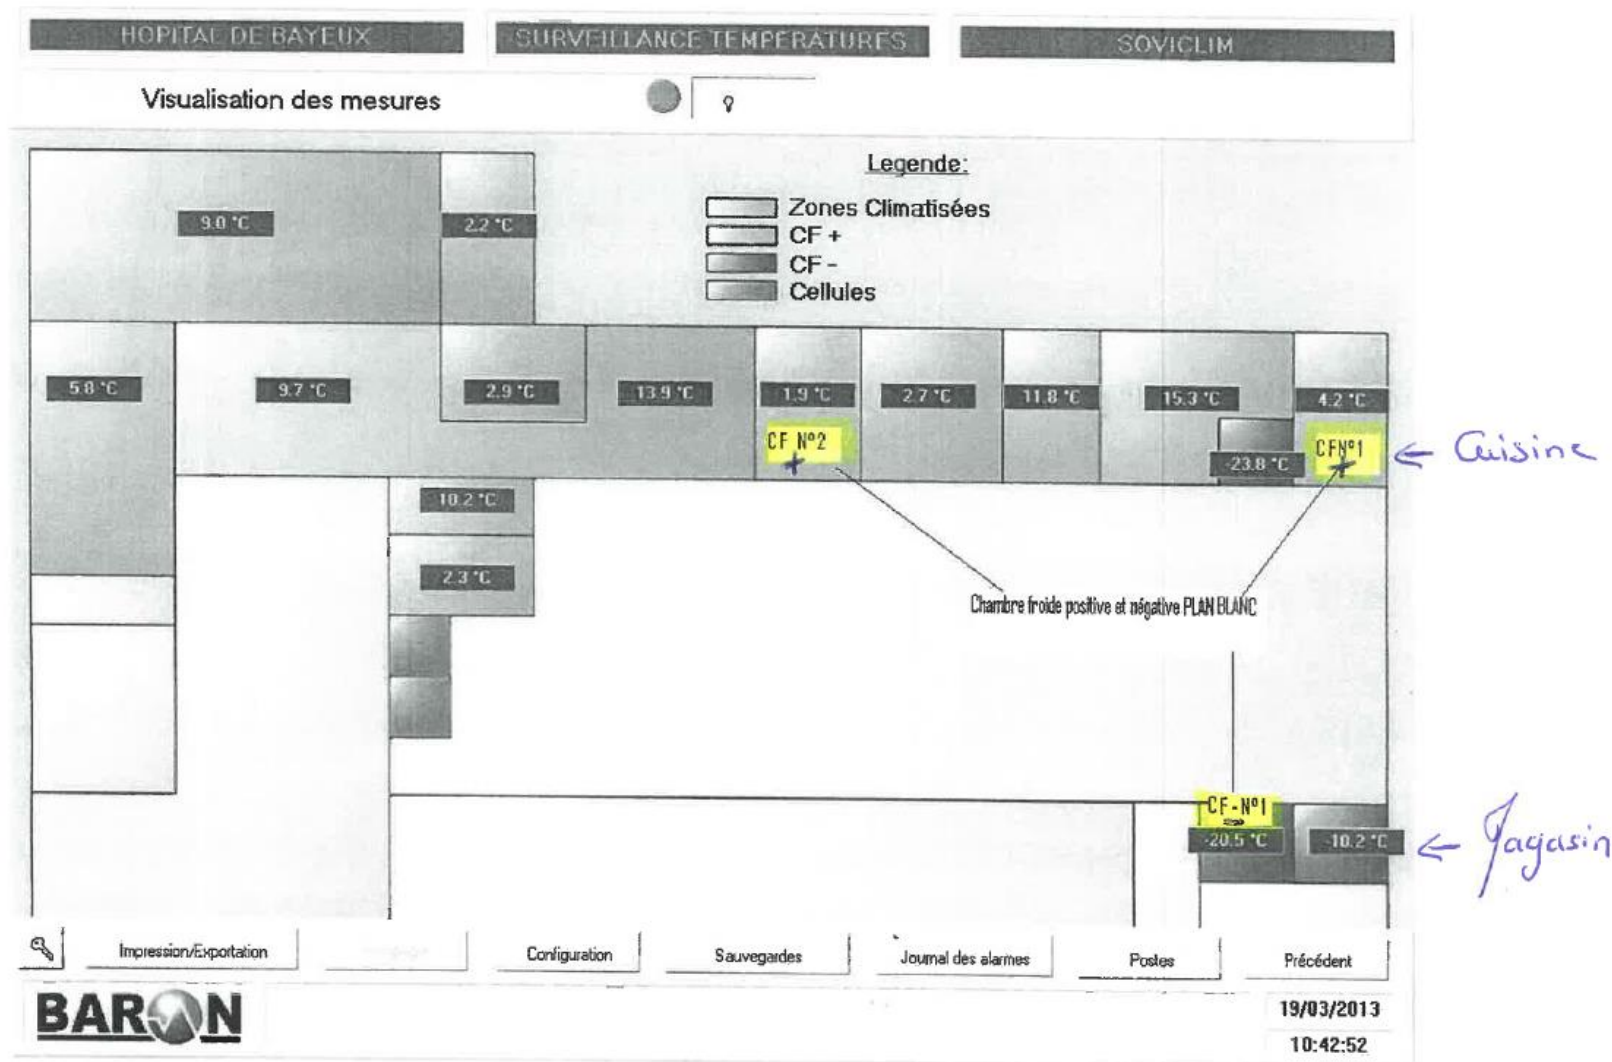 HOPITAL DE BAYEUX
SURVEILLANCE TEMPERATURES
SOVICLIM
Visualisation des mesures
Legende:
Zones Climatisées
CF +
CF -
Cellules
9.0 °C
2.2 °C
5.8 °C
9.7 °C
2.9 °C
13.9 °C
1.9 °C
2.7 °C
11.8 °C
15.3 °C
4.2 °C
CF N°2
+
-23.8 °C
CFN°1
+
← Cuisine
10.2 °C
2.3 °C
Chambre froide positive et négative PLAN BLANC
CF-N°1
-20.5 °C
-10.2 °C
← Magasin
Impression/Exportation
Configuration
Sauvegardes
Journal des alarmes
Postes
Précédent
BARON
19/03/2013
10:42:52